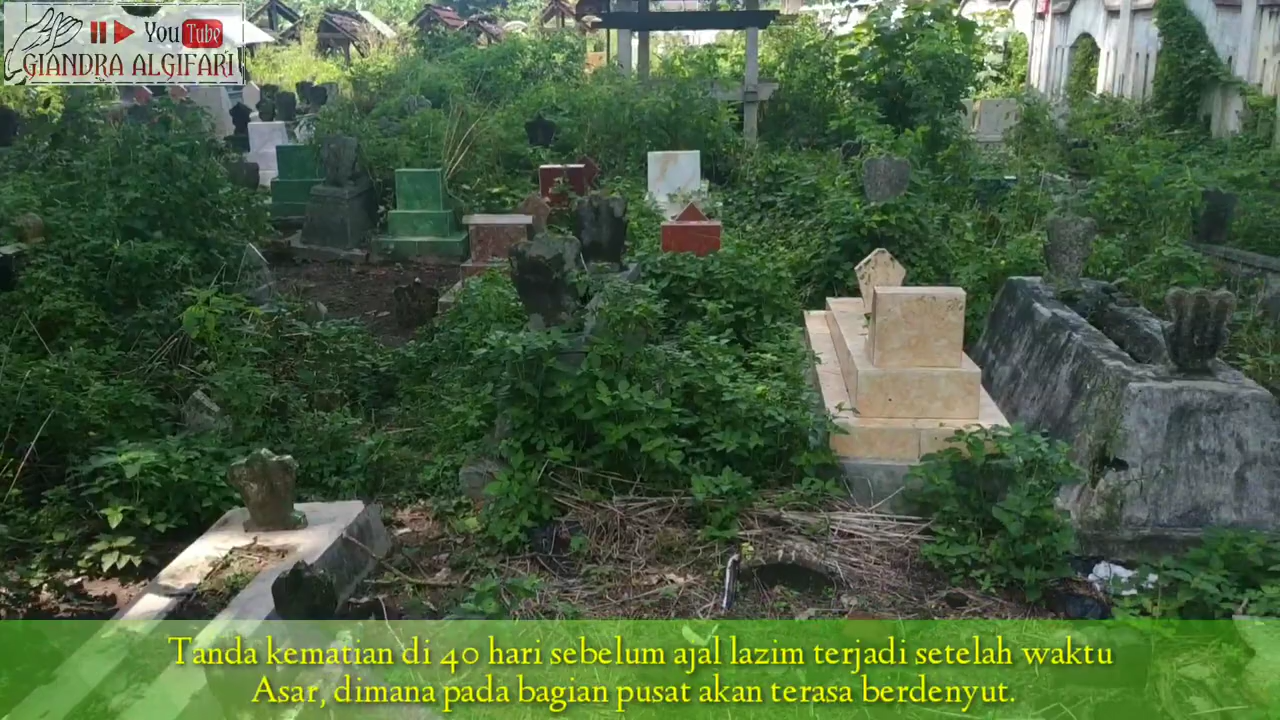 YouTube
GIANDRA ALGIFARI
Tanda kematian di 40 hari sebelum ajal lazim terjadi setelah waktu
Asar, dimana pada bagian pusat akan terasa berdenyut.